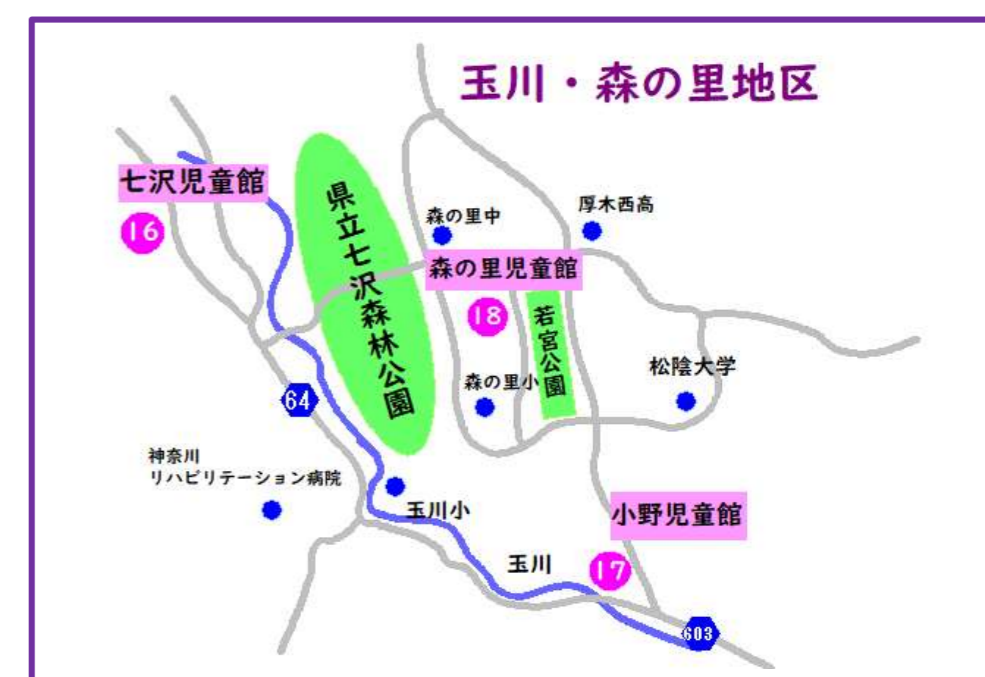 玉川・森の里地区
七沢児童館
16
県立七沢森林公園
森の里中
厚木西高
森の里児童館
18
若宮公園
松陰大学
森の里小
64
神奈川
リハビリテーション病院
玉川小
小野児童館
玉川
17
603